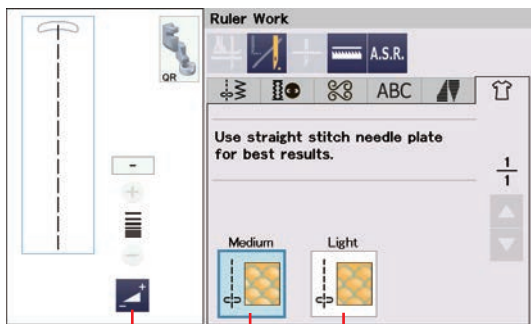 Ruler Work
QR
A.S.R.
ABC
Use straight stitch needle plate
for best results.
-
1
1
Medium
Light